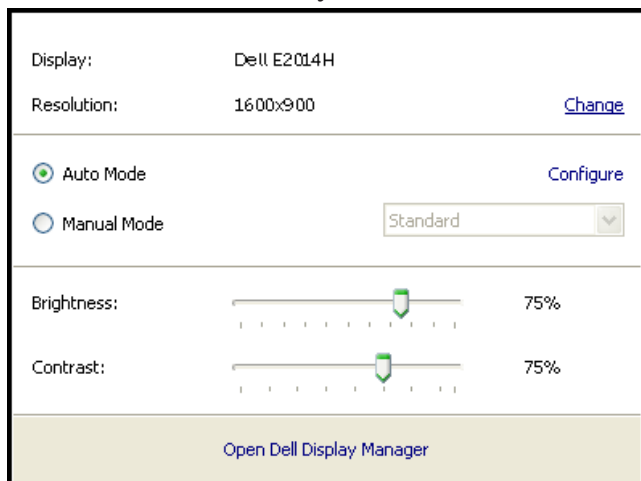 Display: Dell E2014H
Resolution: 1600x900 Change
Auto Mode Configure
Manual Mode Standard
Brightness: 75%
Contrast: 75%
Open Dell Display Manager